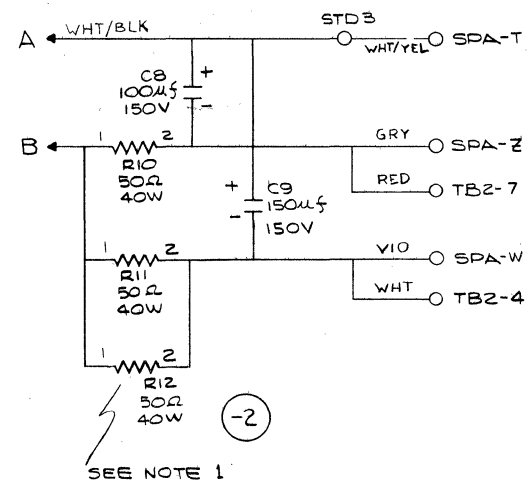 STD3
A WHT/BLK WHT/YEL SPA-T
C8
100µf
150V
+
-
B 1 2 GRY SPA-Z
R10
50Ω
40W
RED TB2-7
+
-
C9
150µf
150V
1 2 VIO SPA-W
R11
50Ω
40W
WHT TB2-4
1 2
R12
50Ω
40W
-2
SEE NOTE 1